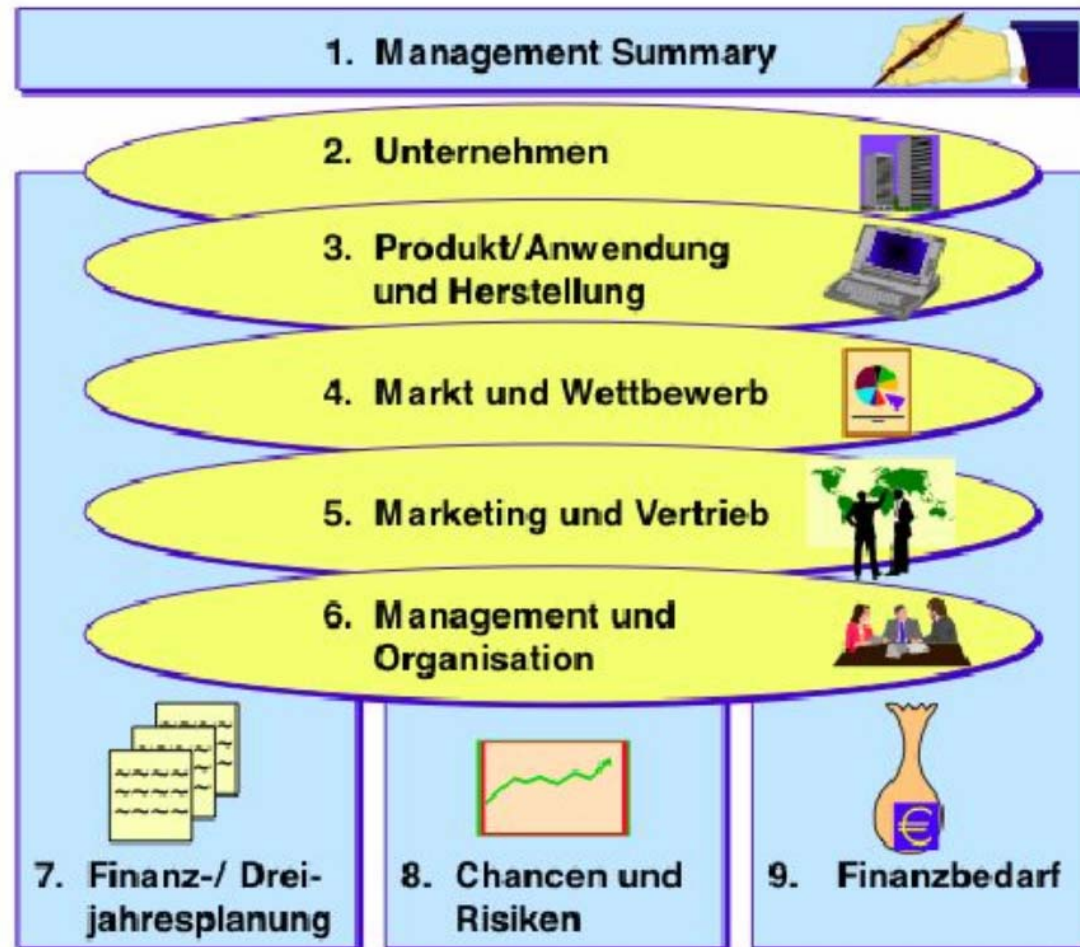 1. Management Summary
2. Unternehmen
3. Produkt/Anwendung
und Herstellung
4. Markt und Wettbewerb
5. Marketing und Vertrieb
6. Management und
Organisation
7. Finanz-/ Drei-
jahresplanung
8. Chancen und
Risiken
€
9. Finanzbedarf